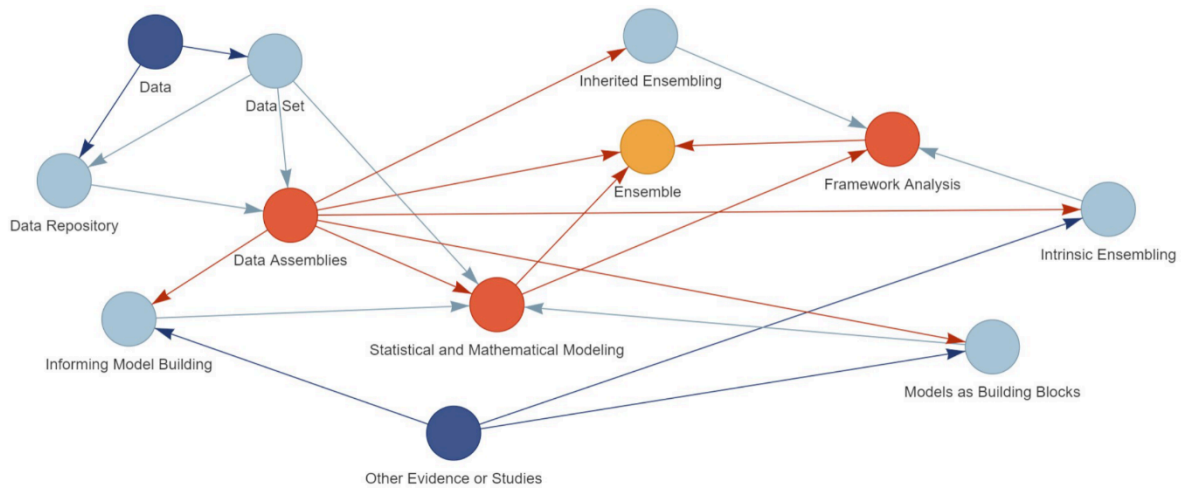 Data
Data Set
Inherited Ensembling
Ensemble
Framework Analysis
Data Repository
Data Assemblies
Intrinsic Ensembling
Informing Model Building
Statistical and Mathematical Modeling
Models as Building Blocks
Other Evidence or Studies